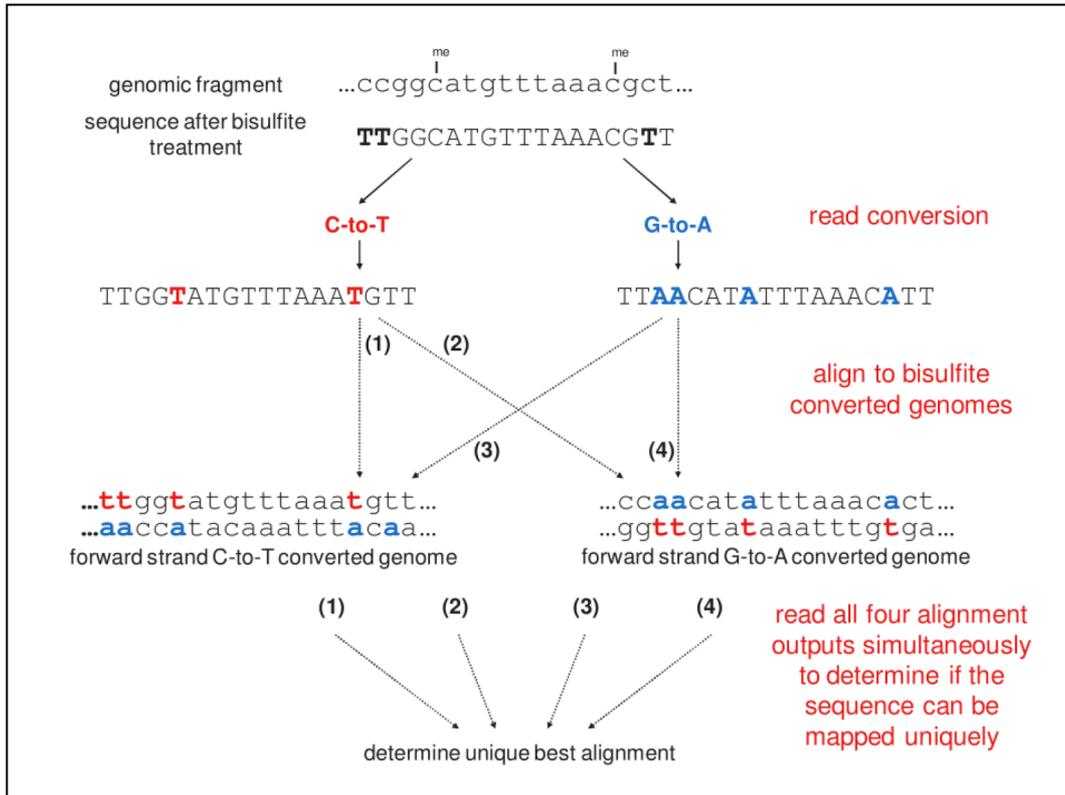 me me
genomic fragment ...ccggcatgtttaaacgct...
sequence after bisulfite
treatment
TTGGCATGTTTAAACGTT
C-to-T G-to-A
read conversion
TTGGTATGTTTAAATGTT TTAACATATTTAAACATT
(1) (2)
align to bisulfite
converted genomes
(3) (4)
...ttggtatgtttaaatgtt... ...ccaacatatttaaacact...
...aaccatacaaatttacaa... ...ggttgtataaatttgtga...
forward strand C-to-T converted genome forward strand G-to-A converted genome
(1) (2) (3) (4)
read all four alignment
outputs simultaneously
to determine if the
sequence can be
mapped uniquely
determine unique best alignment